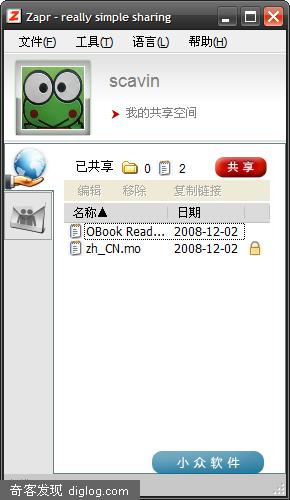 Zapr - really simple sharing
文件(F) 工具(T) 语言(L) 帮助(H)
scavin
我的共享空间
已共享 0 2 共享
编辑 移除 复制链接
名称▲ 日期
OBook Read... 2008-12-02
zh_CN.mo 2008-12-02
小众软件
奇客发现 diglog.com